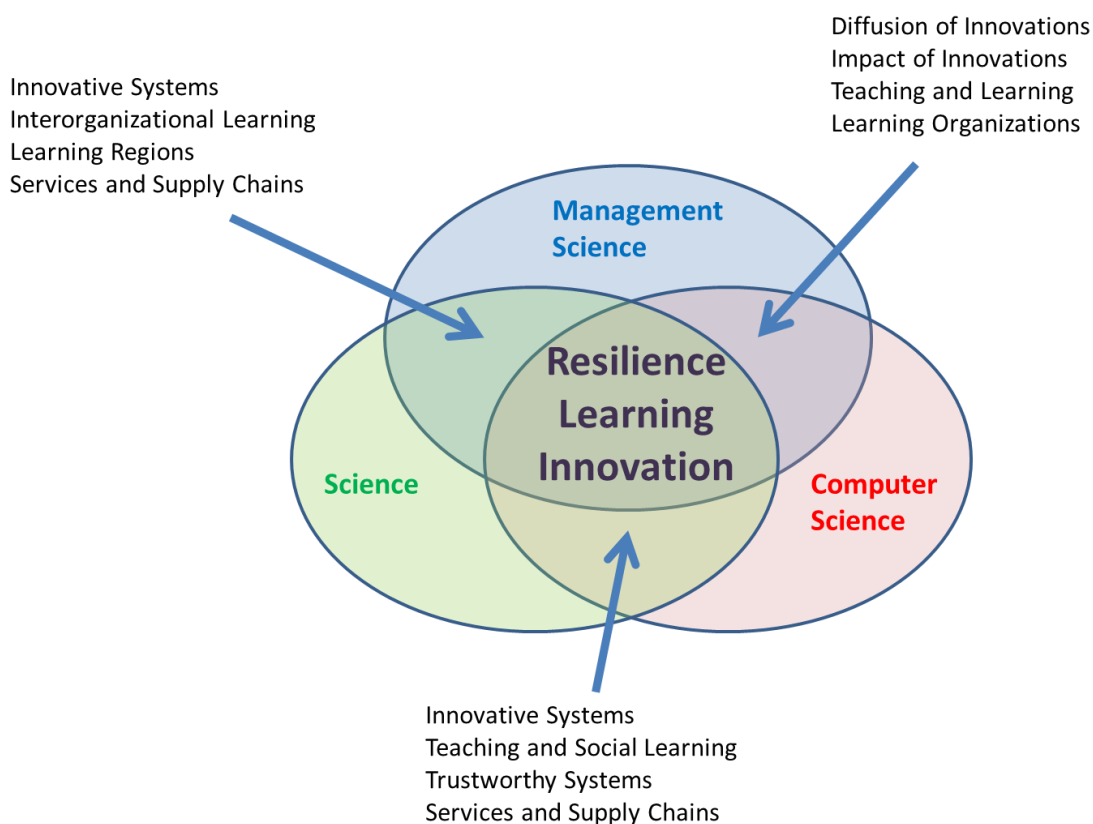 Diffusion of Innovations
Impact of Innovations
Teaching and Learning
Learning Organizations
Innovative Systems
Interorganizational Learning
Learning Regions
Services and Supply Chains
Management
Science
Resilience
Learning
Innovation
Science
Computer
Science
Innovative Systems
Teaching and Social Learning
Trustworthy Systems
Services and Supply Chains